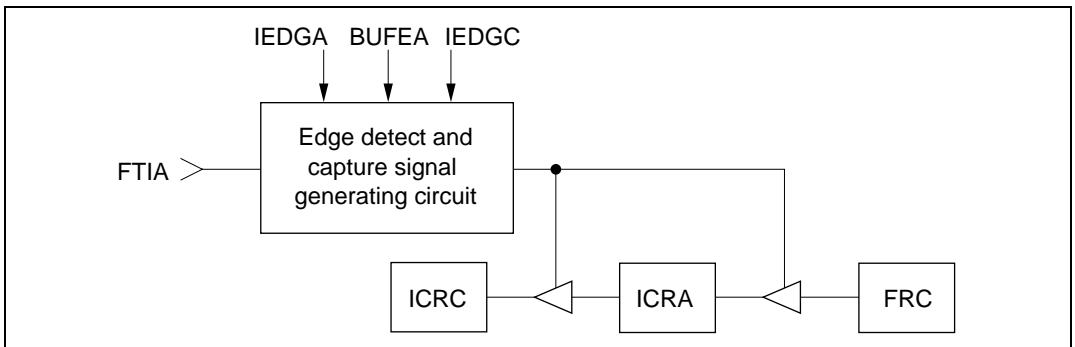 IEDGA BUFEA IEDGC
FTIA
Edge detect and
capture signal
generating circuit
ICRC
ICRA
FRC